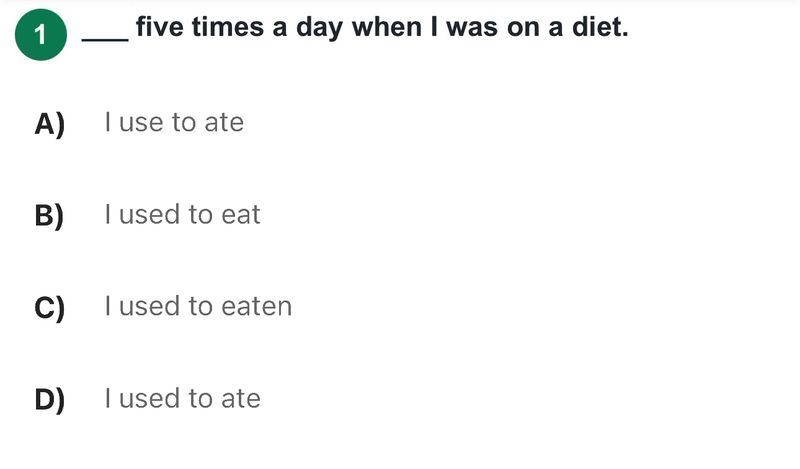 1 ___ five times a day when I was on a diet.
A) I use to ate
B) I used to eat
C) I used to eaten
D) I used to ate